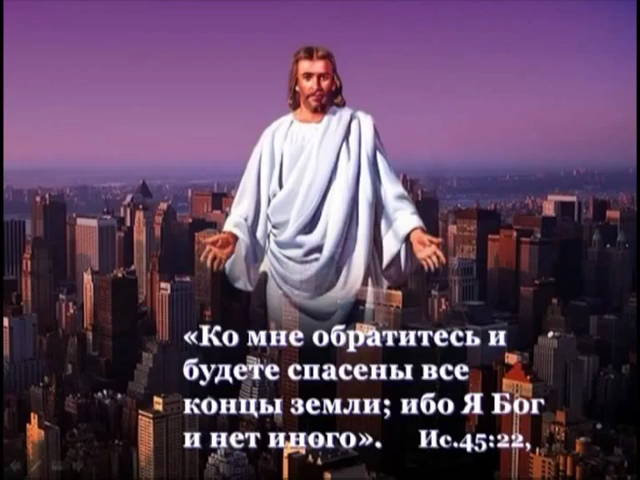 «Ко мне обратитесь и
будете спасены все
концы земли; ибо Я Бог
и нет иного». Ис.45:22,